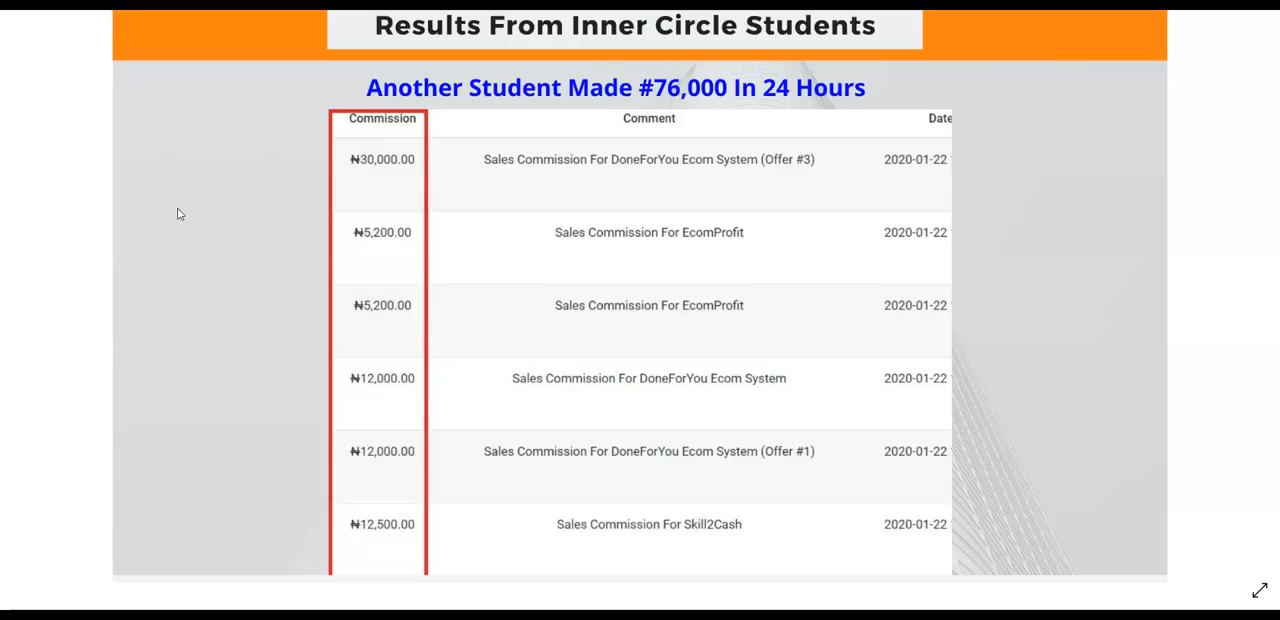 Results From Inner Circle Students
Another Student Made #76,000 In 24 Hours
Commission Comment Date
₦30,000.00 Sales Commission For DoneForYou Ecom System (Offer #3) 2020-01-22
₦5,200.00 Sales Commission For EcomProfit 2020-01-22
₦5,200.00 Sales Commission For EcomProfit 2020-01-22
₦12,000.00 Sales Commission For DoneForYou Ecom System 2020-01-22
₦12,000.00 Sales Commission For DoneForYou Ecom System (Offer #1) 2020-01-22
₦12,500.00 Sales Commission For Skill2Cash 2020-01-22